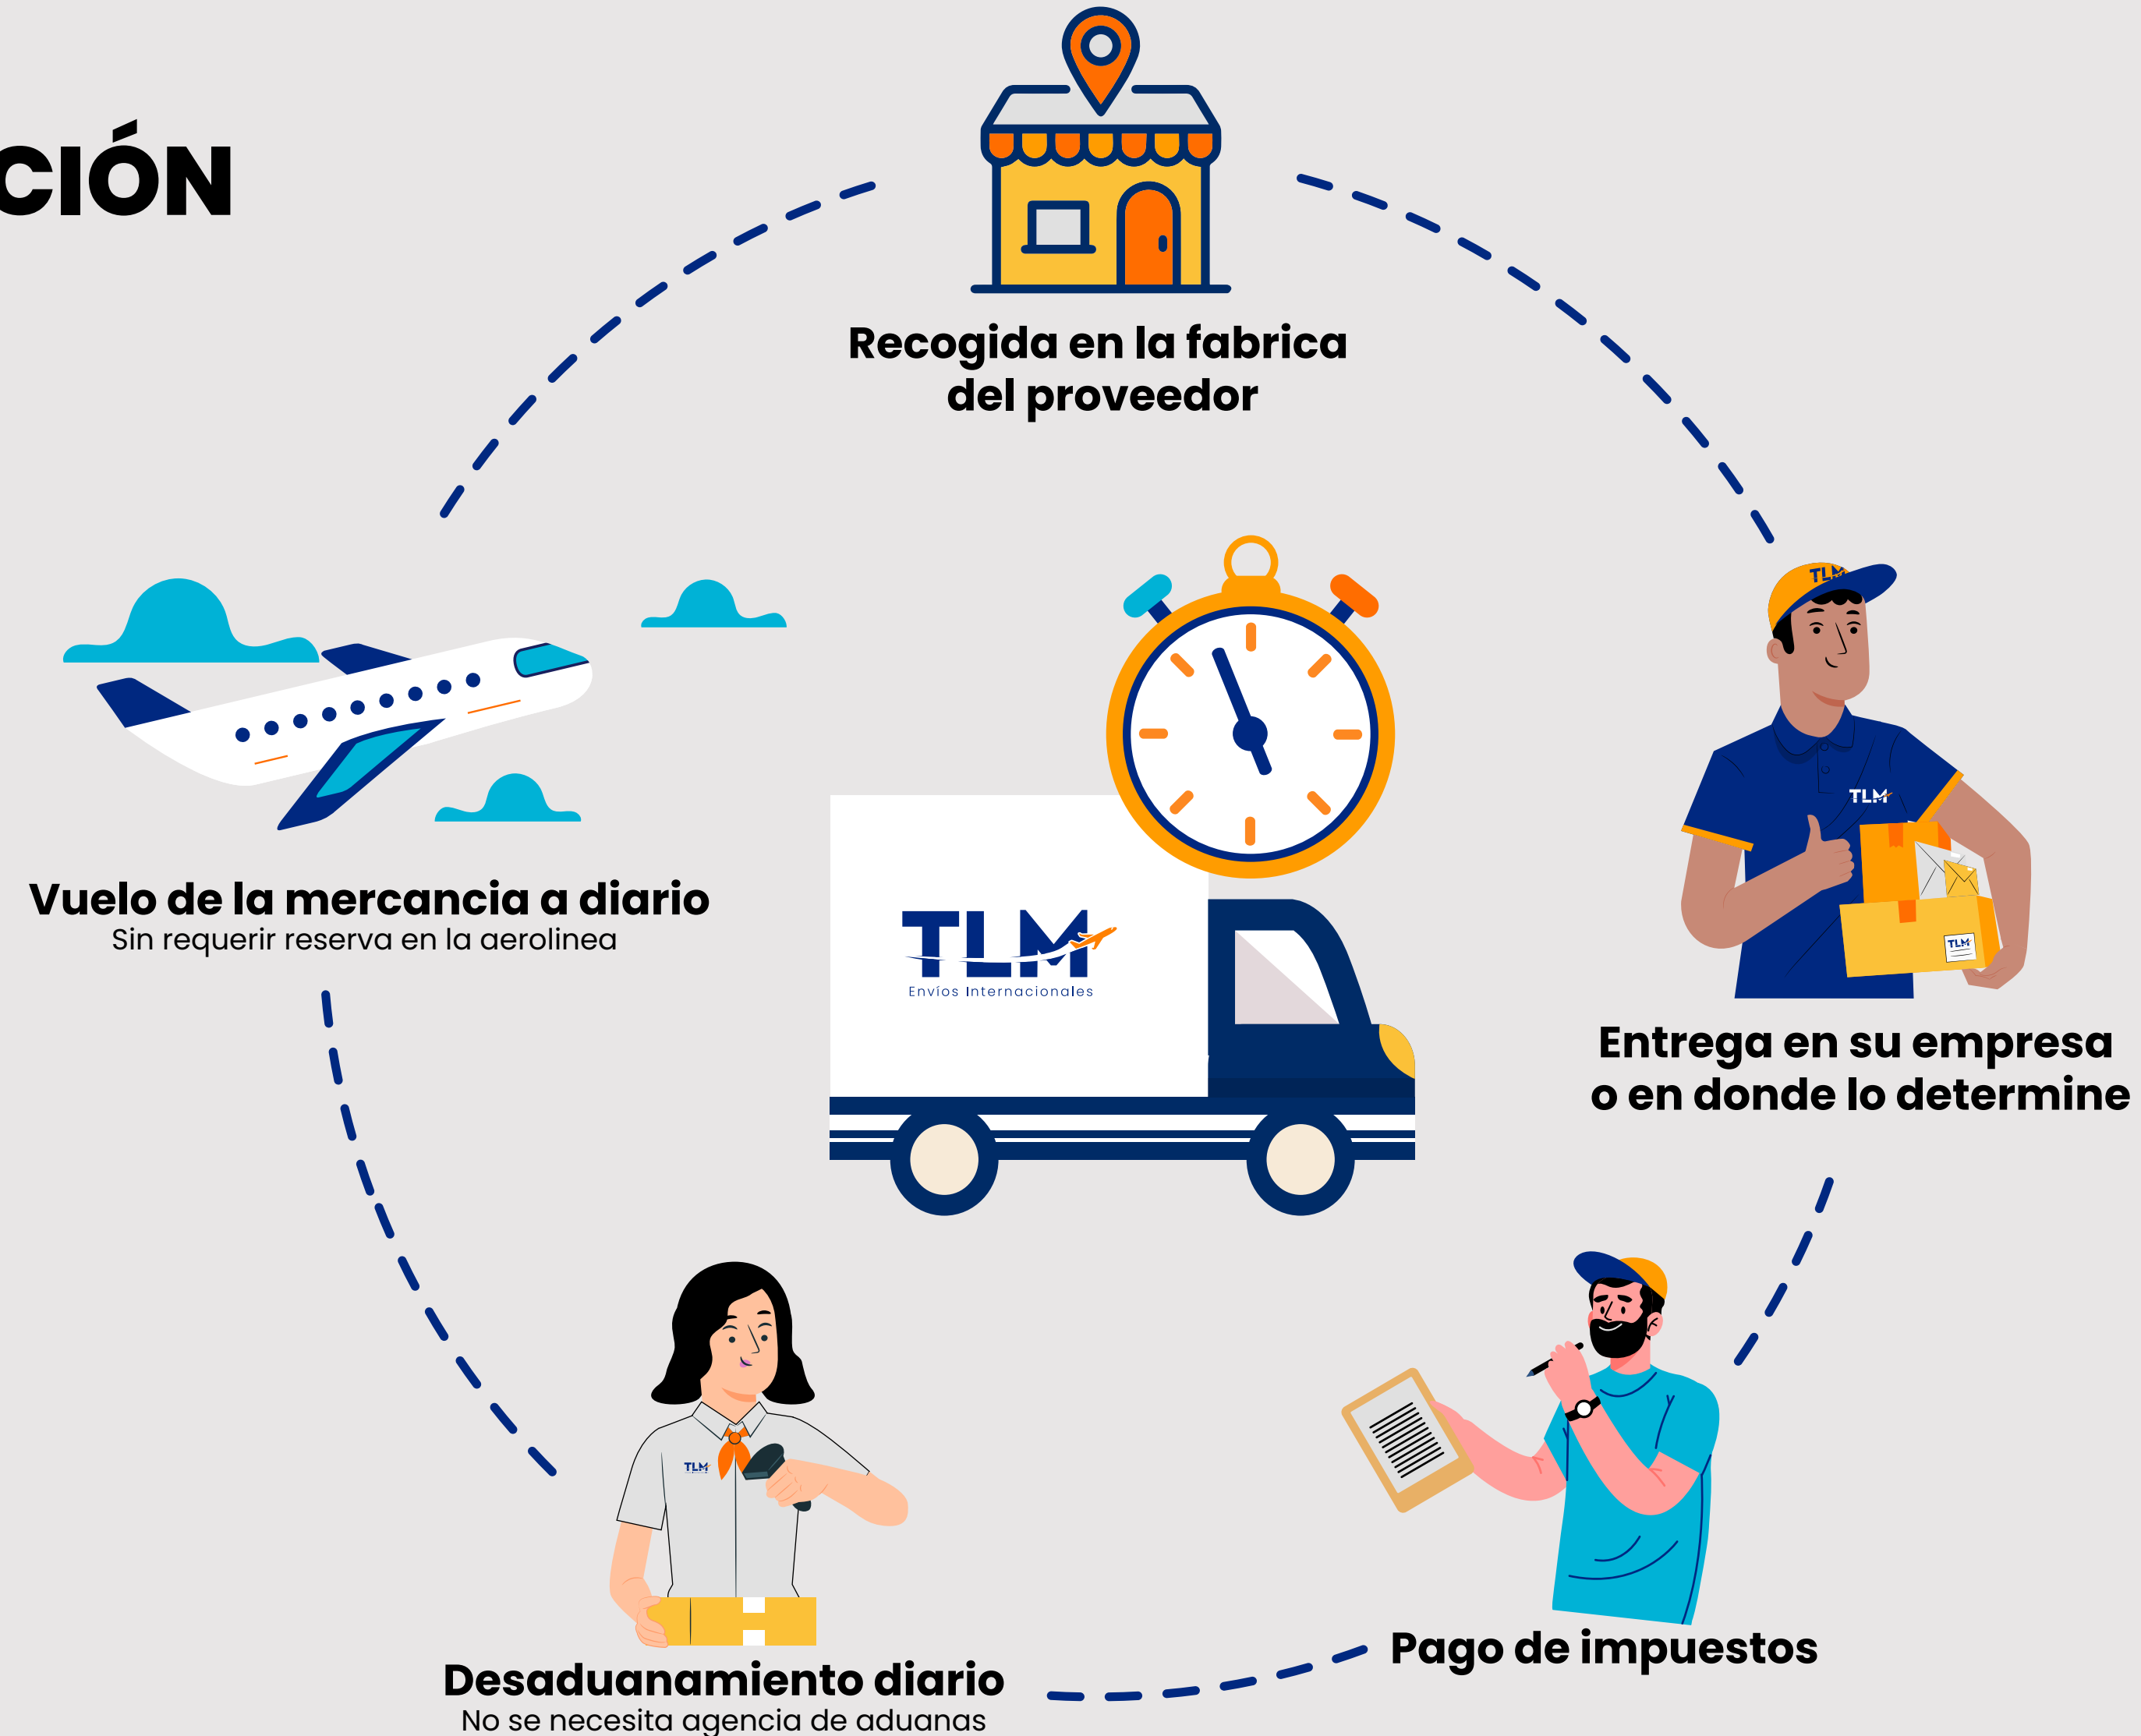 CIÓN
Recogida en la fabrica
del proveedor
TLM
Vuelo de la mercancia a diario
Sin requerir reserva en la aerolinea
TLM
Envíos Internacionales
TLM
TLM
Entrega en su empresa
o en donde lo determine
TLM
Desaduanamiento diario
No se necesita agencia de aduanas
Pago de impuestos